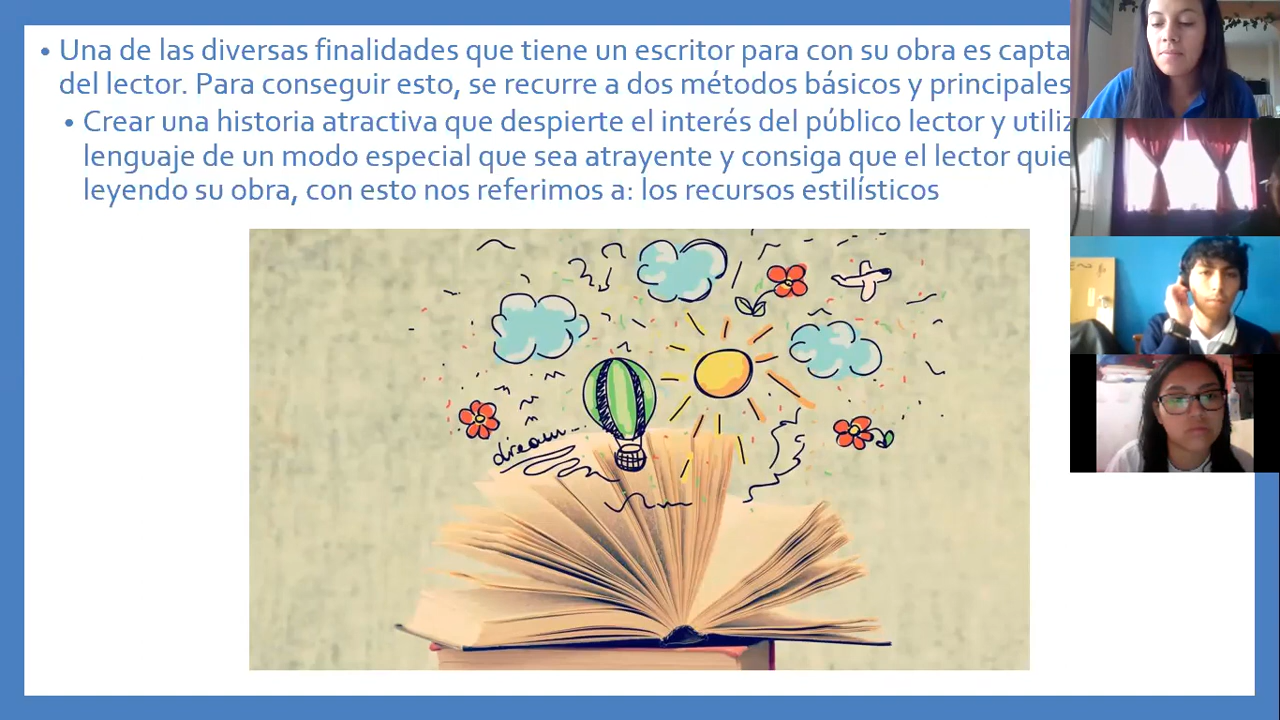 Una de las diversas finalidades que tiene un escritor para con su obra es capta
del lector. Para conseguir esto, se recurre a dos métodos básicos y principales
Crear una historia atractiva que despierte el interés del público lector y utiliz
lenguaje de un modo especial que sea atrayente y consiga que el lector quie
leyendo su obra, con esto nos referimos a: los recursos estilísticos
dream...